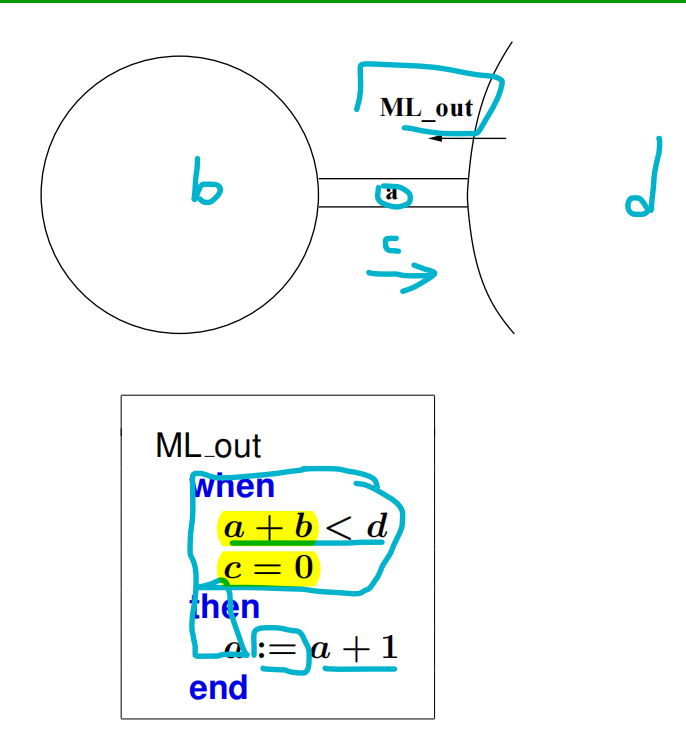 ML_out
b
a
d
c
ML_out
when
a + b < d
c = 0
then
a := a + 1
end